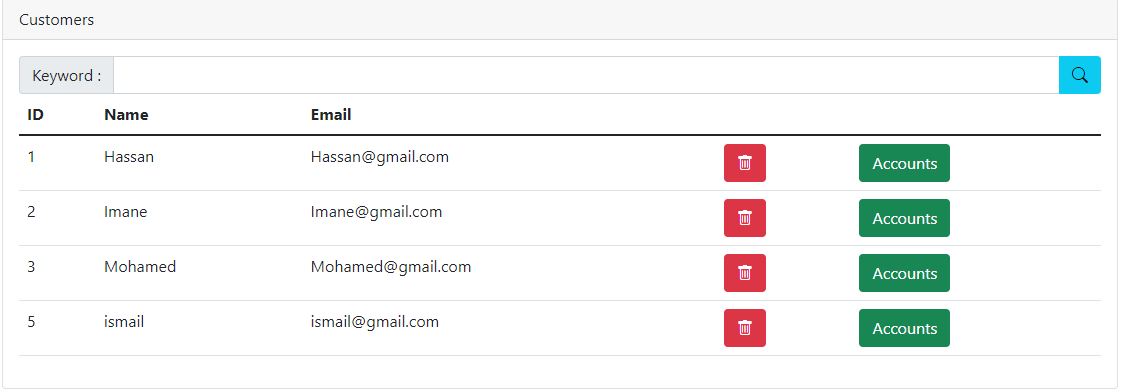 Customers
Keyword :
ID Name Email
1 Hassan Hassan@gmail.com Accounts
2 Imane Imane@gmail.com Accounts
3 Mohamed Mohamed@gmail.com Accounts
5 ismail ismail@gmail.com Accounts